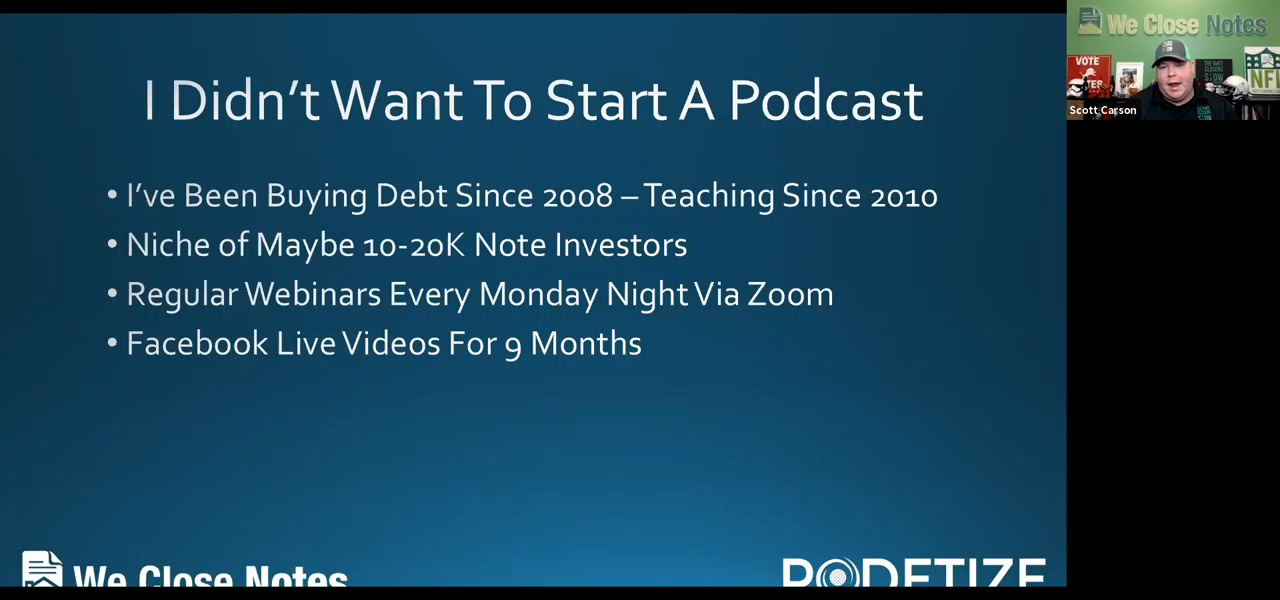 I Didn't Want To Start A Podcast
• I've Been Buying Debt Since 2008 – Teaching Since 2010
• Niche of Maybe 10-20K Note Investors
• Regular Webinars Every Monday Night Via Zoom
• Facebook Live Videos For 9 Months
We Close Notes
PODETIZE
We Close Notes
VOTE
NFL
Scott Carson